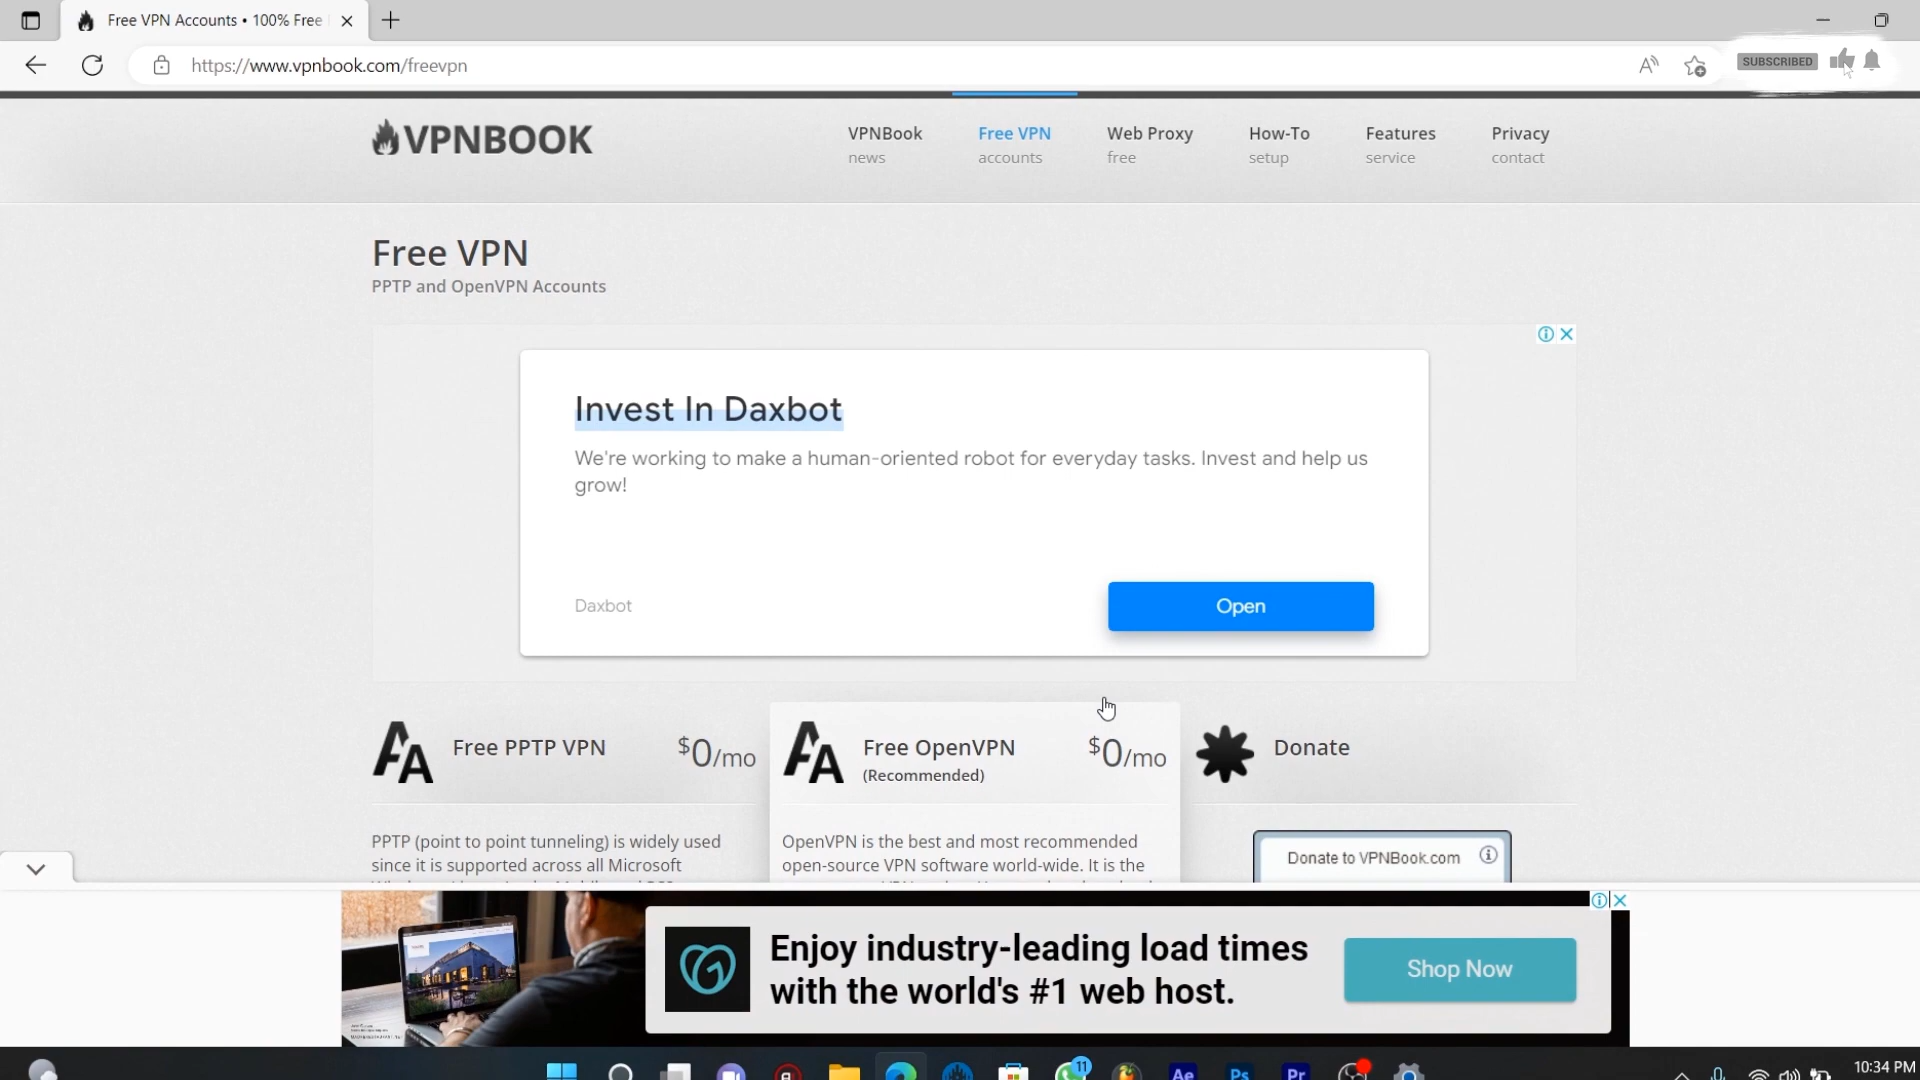 Free VPN Accounts • 100% Free
https://www.vpnbook.com/freevpn
SUBSCRIBED
VPNBOOK
VPNBook
news
Free VPN
accounts
Web Proxy
free
How-To
setup
Features
service
Privacy
contact
Free VPN
PPTP and OpenVPN Accounts
Invest In Daxbot
We're working to make a human-oriented robot for everyday tasks. Invest and help us
grow!
Daxbot
Open
Free PPTP VPN
$0/mo
Free OpenVPN
(Recommended)
$0/mo
Donate
PPTP (point to point tunneling) is widely used
since it is supported across all Microsoft
OpenVPN is the best and most recommended
open-source VPN software world-wide. It is the
Donate to VPNBook.com
Enjoy industry-leading load times
with the world's #1 web host.
Shop Now
11
Ae
Ps
Pr
10:34 PM